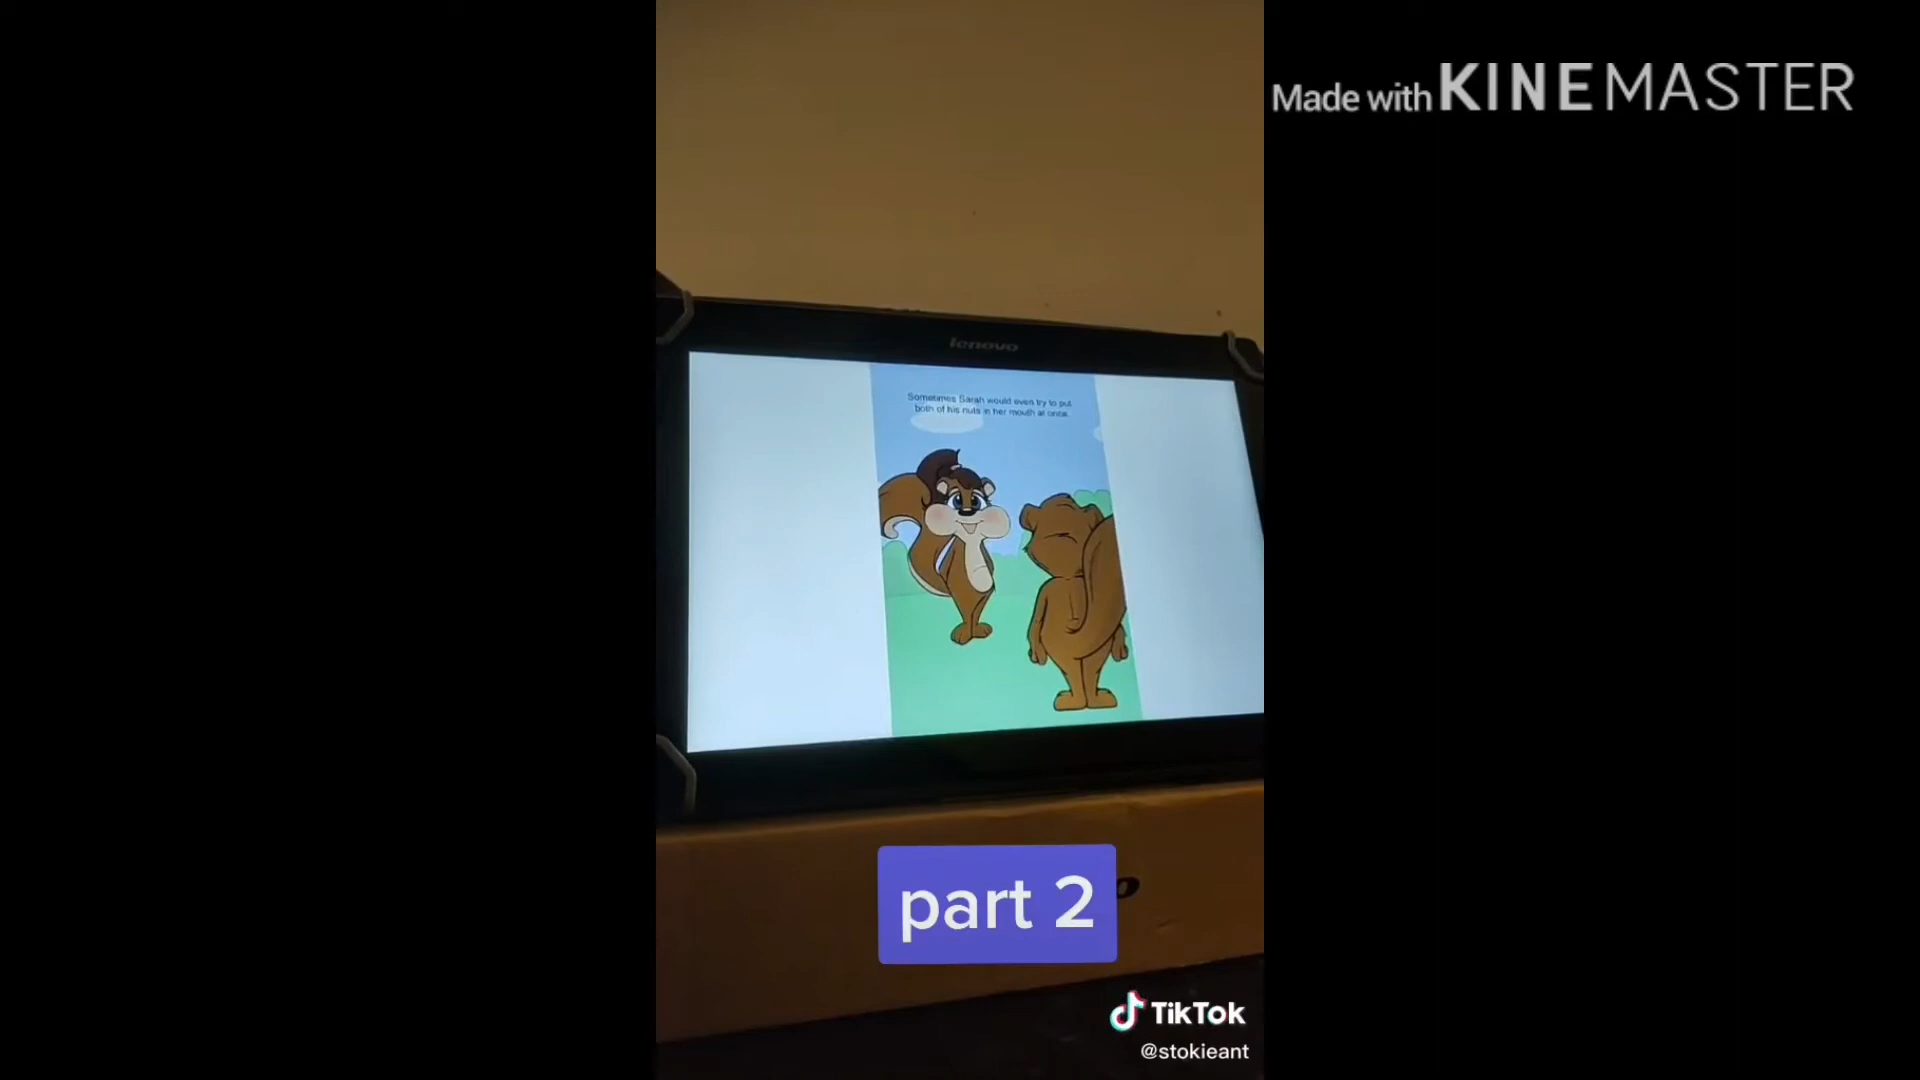 Made with KINEMASTER
lenovo
Sometimes Sarah would even try to put
both of his nuts in her mouth at once.
part 2
TikTok
@stokieant